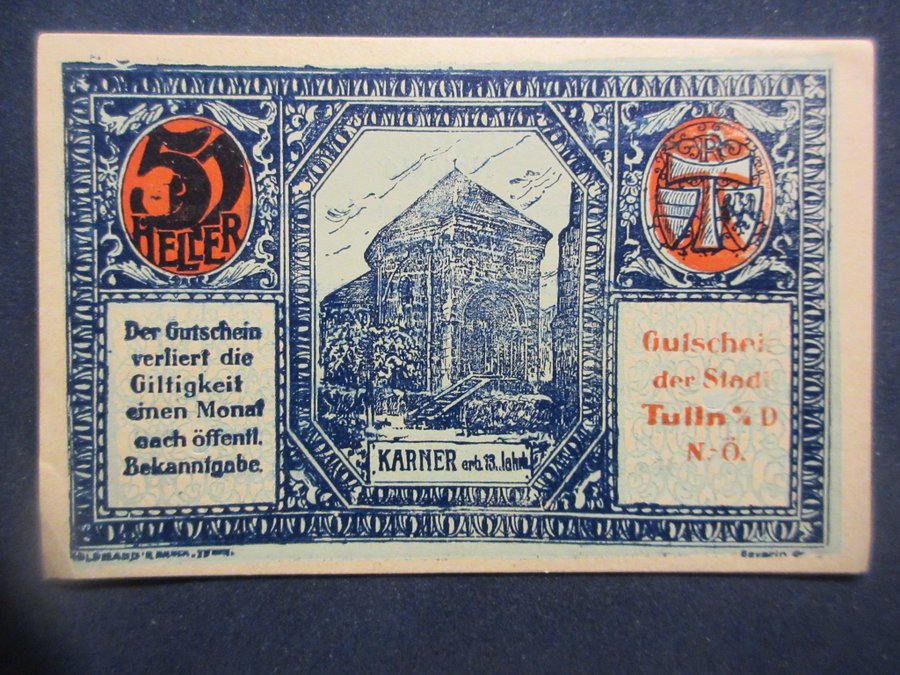 50
HELLER
R
T
Der Gutschein
verliert die
Giltigkeit
einen Monat
nach öffentl.
Bekanntgabe.
KARNER erb. 13. Jahrh.
Gutschein
der Stadt
Tulln a/D
N.-Ö.